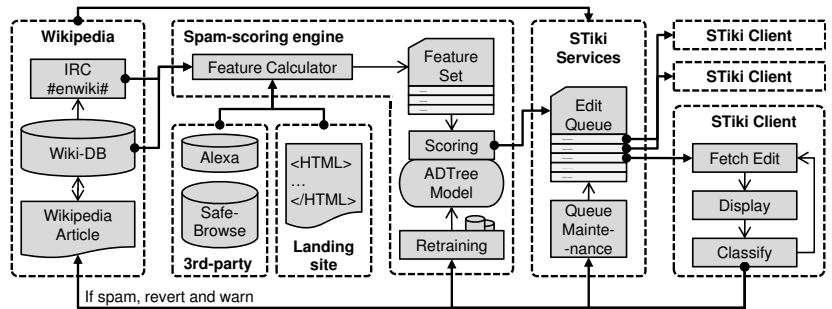 Wikipedia
IRC
#enwiki#
Wiki-DB
Wikipedia
Article
Spam-scoring engine
Feature Calculator
Feature
Set
Scoring
ADTree
Model
Retraining
Alexa
Safe-
Browse
3rd-party
<HTML>
...
</HTML>
Landing
site
STiki
Services
Edit
Queue
Queue
Mainte-
-nance
STiki Client
STiki Client
STiki Client
Fetch Edit
Display
Classify
If spam, revert and warn